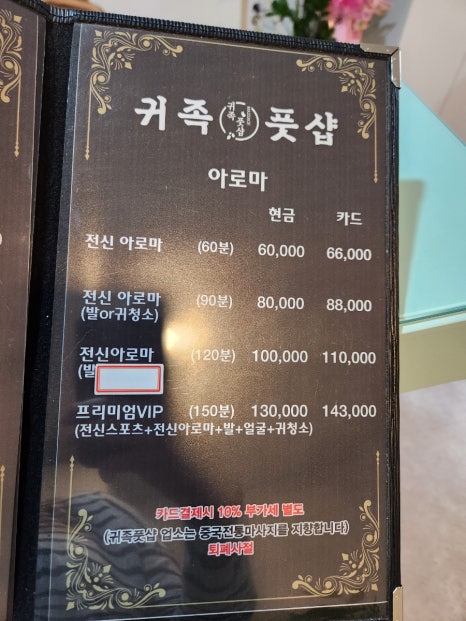 귀족 귀족풋샵 풋샵
아로마
현금 카드
전신 아로마 (60분) 60,000 66,000
전신 아로마 (90분) 80,000 88,000
(발or귀청소)
전신아로마 (120분) 100,000 110,000
(발
프리미엄VIP (150분) 130,000 143,000
(전신스포츠+전신아로마+발+얼굴+귀청소)
카드결제시 10% 부가세 별도
(귀족풋샵 업소는 중국전통마사지를 지향합니다)
퇴폐사절